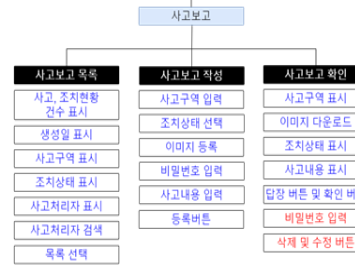 사고보고
사고보고 목록
사고, 조치현황
건수 표시
생성일 표시
사고구역 표시
조치상태 표시
사고처리자 표시
사고처리자 검색
목록 선택
사고보고 작성
사고구역 입력
조치상태 선택
이미지 등록
비밀번호 입력
사고내용 입력
등록버튼
사고보고 확인
사고구역 표시
이미지 다운로드
조치상태 표시
사고내용 표시
답장 버튼 및 확인
비밀번호 입력
삭제 및 수정 버튼